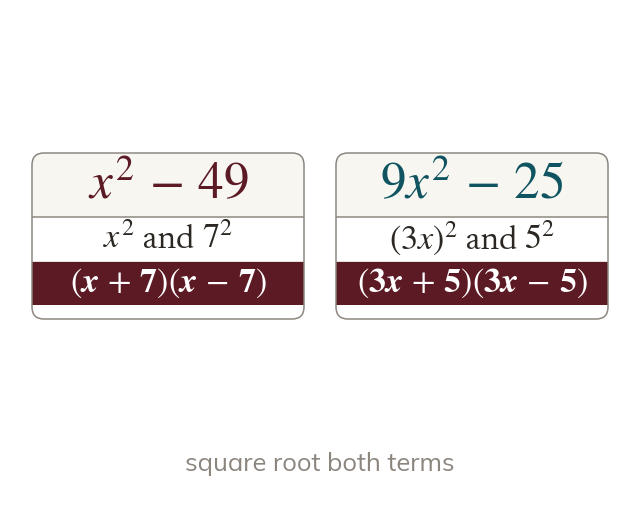 x² − 49
x² and 7²
(x + 7)(x − 7)
9x² − 25
(3x)² and 5²
(3x + 5)(3x − 5)
square root both terms